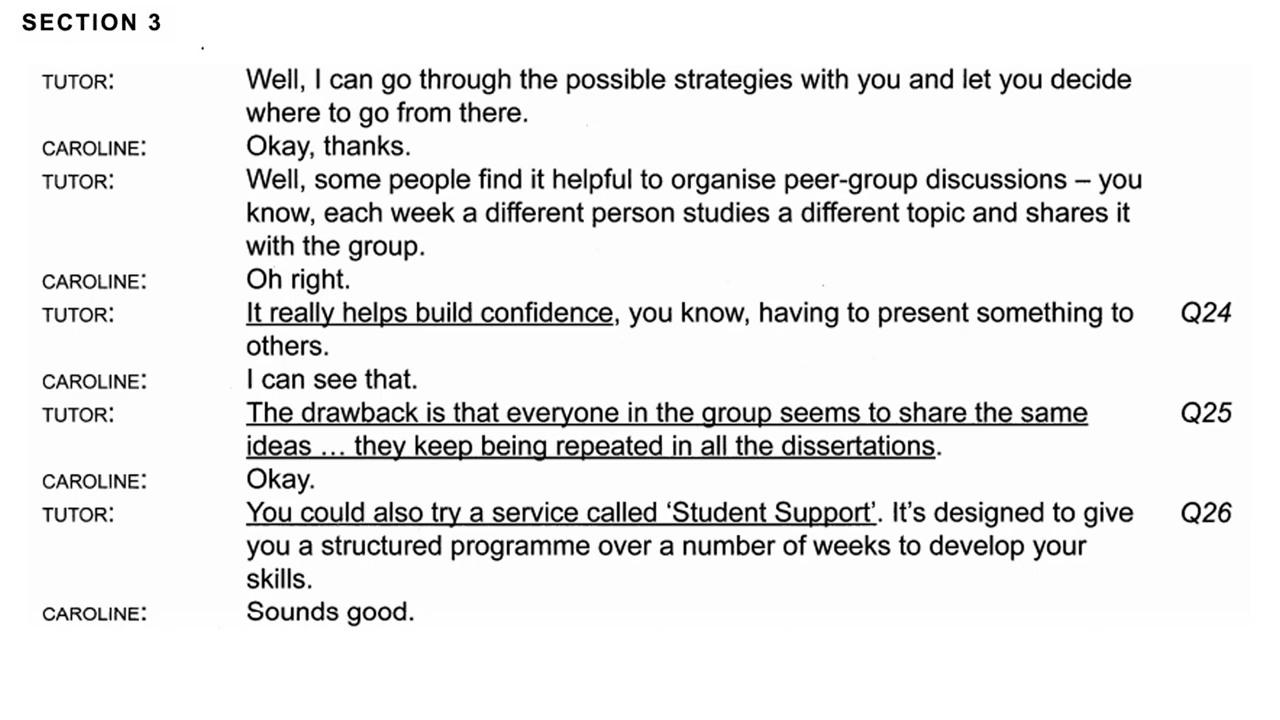 SECTION 3
TUTOR: Well, I can go through the possible strategies with you and let you decide
where to go from there.
CAROLINE: Okay, thanks.
TUTOR: Well, some people find it helpful to organise peer-group discussions – you
know, each week a different person studies a different topic and shares it
with the group.
CAROLINE: Oh right.
TUTOR: It really helps build confidence, you know, having to present something to Q24
others.
CAROLINE: I can see that.
TUTOR: The drawback is that everyone in the group seems to share the same Q25
ideas … they keep being repeated in all the dissertations.
CAROLINE: Okay.
TUTOR: You could also try a service called ‘Student Support’. It’s designed to give Q26
you a structured programme over a number of weeks to develop your
skills.
CAROLINE: Sounds good.